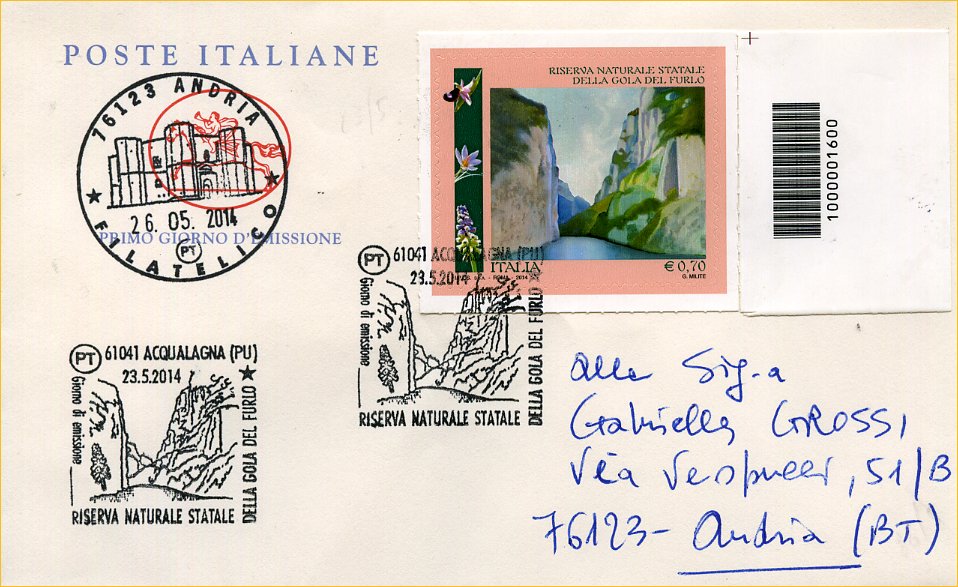 POSTE ITALIANE
76123 ANDRIA
26.05.2014
PRIMO GIORNO D'EMISSIONE
PT
FILATELICO
RISERVA NATURALE STATALE
DELLA GOLA DEL FURLO
ITALIA
€ 0,70
ROMA - 2014
G. MILITE
1000001600
PT 61041 ACQUALAGNA (PU)
23.5.2014
Giorno di emissione
RISERVA NATURALE STATALE
DELLA GOLA DEL FURLO
PT 61041 ACQUALAGNA (PU)
23.5.2014
Giorno di emissione
RISERVA NATURALE STATALE
DELLA GOLA DEL FURLO
Alla Sig.a
Gabriella GROSSI
Via Vespucci, 51/B
76123- Andria (BT)